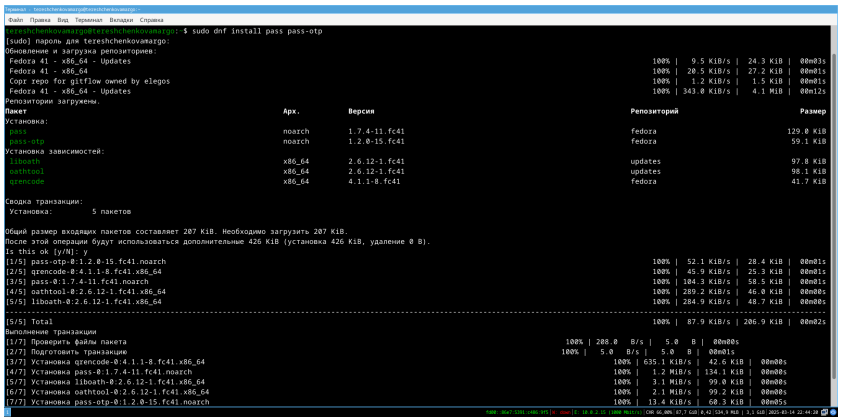 Терминал - tereshchenkovamargo@tereshchenkovamargo:~
Файл Правка Вид Терминал Вкладки Справка
tereshchenkovamargo@tereshchenkovamargo:~$ sudo dnf install pass pass-otp
[sudo] пароль для tereshchenkovamargo:
Обновление и загрузка репозиториев:
Fedora 41 - x86_64 - Updates 100% | 9.5 KiB/s | 24.3 KiB | 00m03s
Fedora 41 - x86_64 100% | 20.5 KiB/s | 27.2 KiB | 00m01s
Copr repo for gitflow owned by elegos 100% | 1.2 KiB/s | 1.5 KiB | 00m01s
Fedora 41 - x86_64 - Updates 100% | 343.0 KiB/s | 4.1 MiB | 00m12s
Репозитории загружены.
Пакет Арх. Версия Репозиторий Размер
Установка:
pass noarch 1.7.4-11.fc41 fedora 129.0 KiB
pass-otp noarch 1.2.0-15.fc41 fedora 59.1 KiB
Установка зависимостей:
liboath x86_64 2.6.12-1.fc41 updates 97.8 KiB
oathtool x86_64 2.6.12-1.fc41 updates 98.1 KiB
qrencode x86_64 4.1.1-8.fc41 fedora 41.7 KiB
Сводка транзакции:
Установка: 5 пакетов
Общий размер входящих пакетов составляет 207 KiB. Необходимо загрузить 207 KiB.
После этой операции будут использоваться дополнительные 426 KiB (установка 426 KiB, удаление 0 B).
Is this ok [y/N]: y
[1/5] pass-otp-0:1.2.0-15.fc41.noarch 100% | 52.1 KiB/s | 28.4 KiB | 00m01s
[2/5] qrencode-0:4.1.1-8.fc41.x86_64 100% | 45.9 KiB/s | 25.3 KiB | 00m01s
[3/5] pass-0:1.7.4-11.fc41.noarch 100% | 104.3 KiB/s | 58.5 KiB | 00m01s
[4/5] oathtool-0:2.6.12-1.fc41.x86_64 100% | 289.2 KiB/s | 46.0 KiB | 00m00s
[5/5] liboath-0:2.6.12-1.fc41.x86_64 100% | 284.9 KiB/s | 48.7 KiB | 00m00s
[5/5] Total 100% | 87.9 KiB/s | 206.9 KiB | 00m02s
Выполнение транзакции
[1/7] Проверить файлы пакета 100% | 208.0 B/s | 5.0 B | 00m00s
[2/7] Подготовить транзакцию 100% | 5.0 B/s | 5.0 B | 00m01s
[3/7] Установка qrencode-0:4.1.1-8.fc41.x86_64 100% | 635.1 KiB/s | 42.6 KiB | 00m00s
[4/7] Установка pass-0:1.7.4-11.fc41.noarch 100% | 1.2 MiB/s | 134.1 KiB | 00m00s
[5/7] Установка liboath-0:2.6.12-1.fc41.x86_64 100% | 3.1 MiB/s | 99.0 KiB | 00m00s
[6/7] Установка oathtool-0:2.6.12-1.fc41.x86_64 100% | 2.1 MiB/s | 99.2 KiB | 00m00s
[7/7] Установка pass-otp-0:1.2.0-15.fc41.noarch 100% | 13.4 KiB/s | 60.3 KiB | 00m05s
2025-03-14 22:44:20